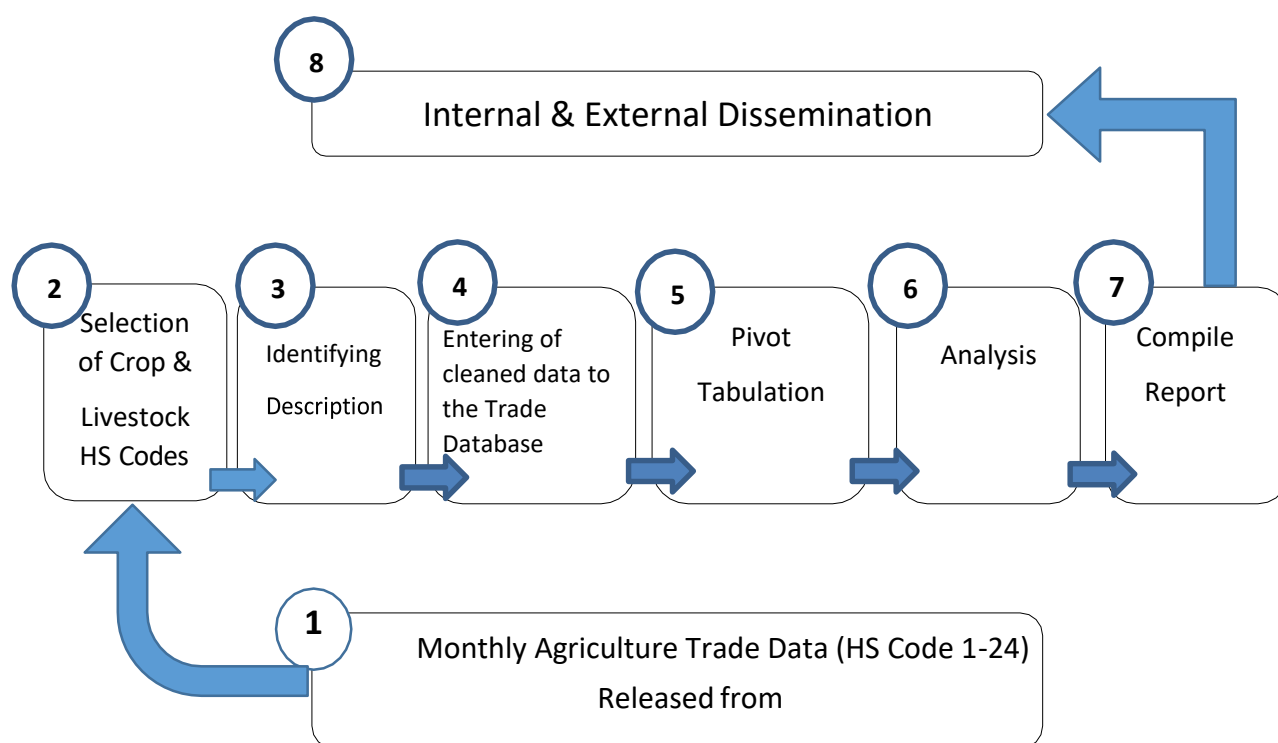 8
Internal & External Dissemination
2
Selection
of Crop &
Livestock
HS Codes
3
Identifying
Description
4
Entering of
cleaned data to
the Trade
Database
5
Pivot
Tabulation
6
Analysis
7
Compile
Report
1
Monthly Agriculture Trade Data (HS Code 1-24)
Released from